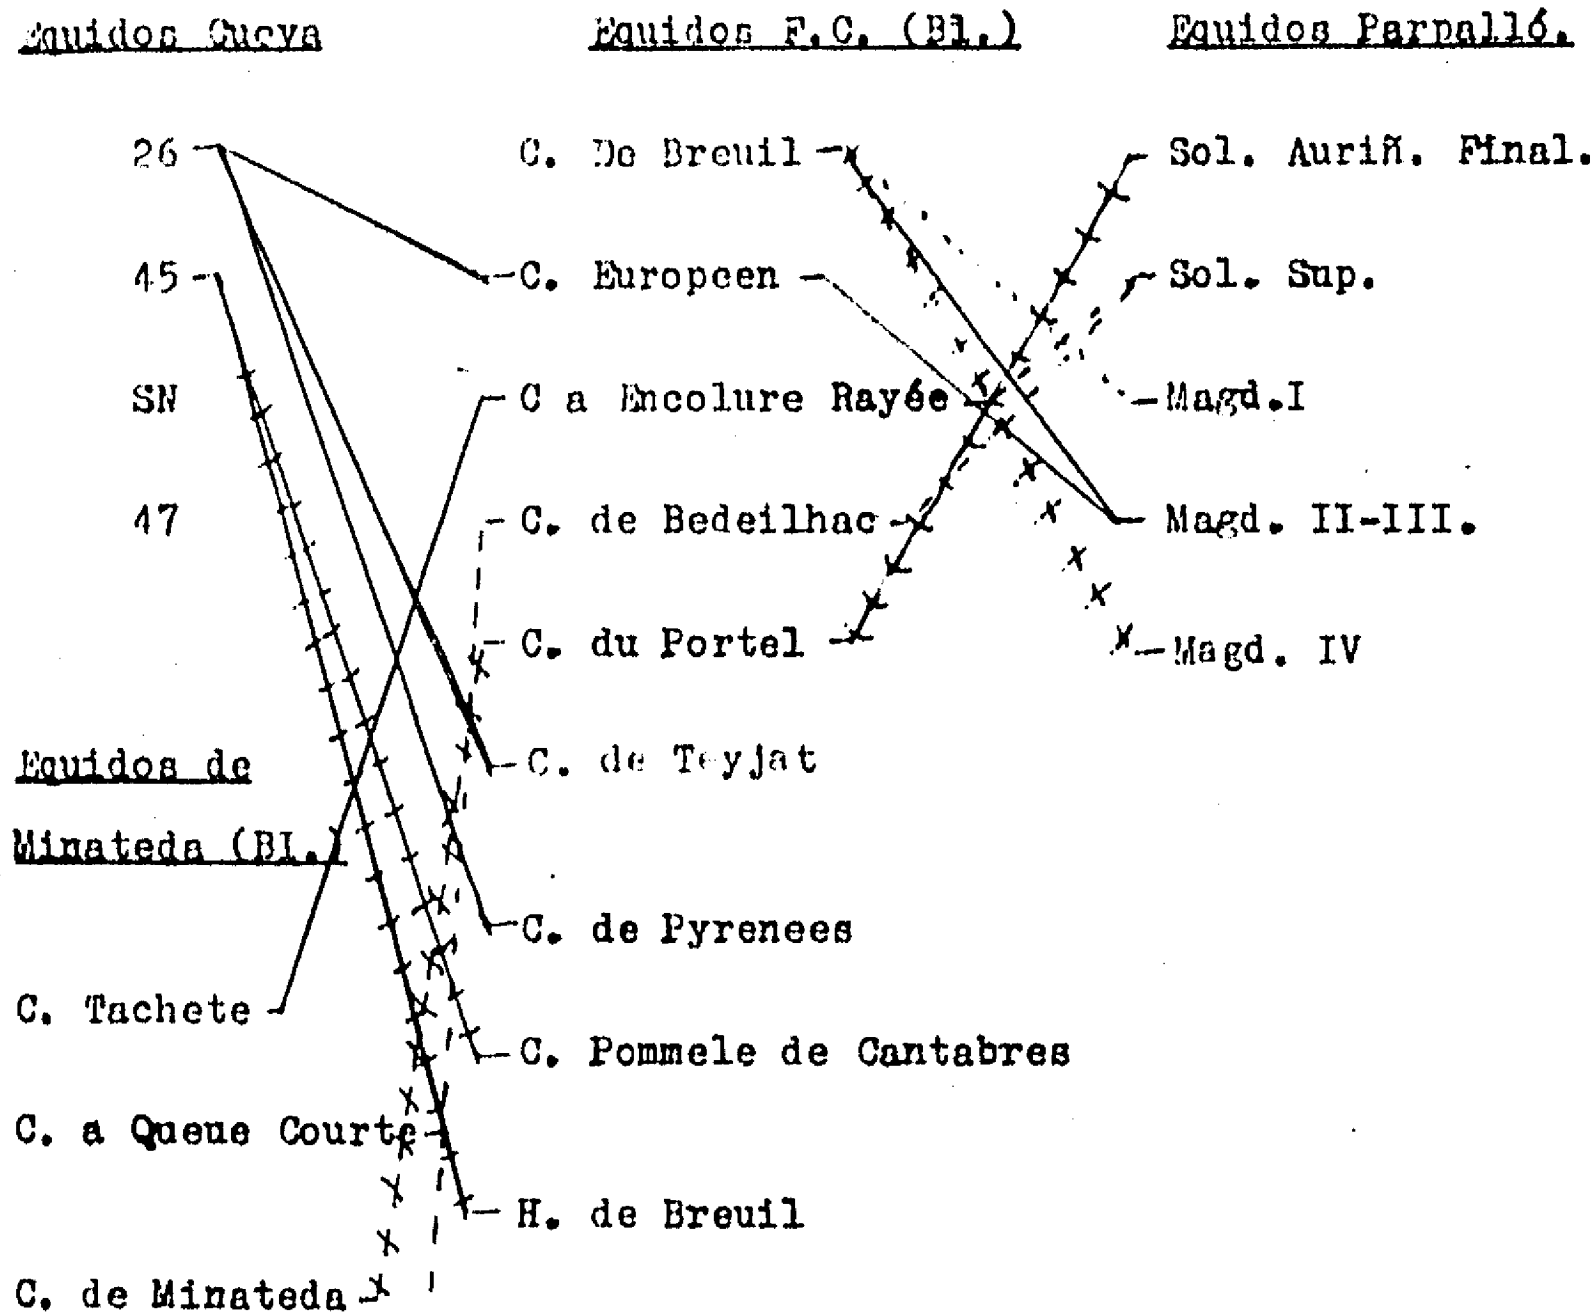 Equidos Cueva Equidos F.C. (Bl.) Equidos Parpalló.
26 C. De Breuil Sol. Auriñ. Final.
45 C. Europeen Sol. Sup.
SN C a Encolure Rayée Magd.I
47 C. de Bedeilhac Magd. II-III.
C. du Portel Magd. IV
Equidos de C. de Teyjat
Minateda (BI.)
C. de Pyrenees
C. Tachete
C. Pommele de Cantabres
C. a Queue Courte
H. de Breuil
C. de Minateda